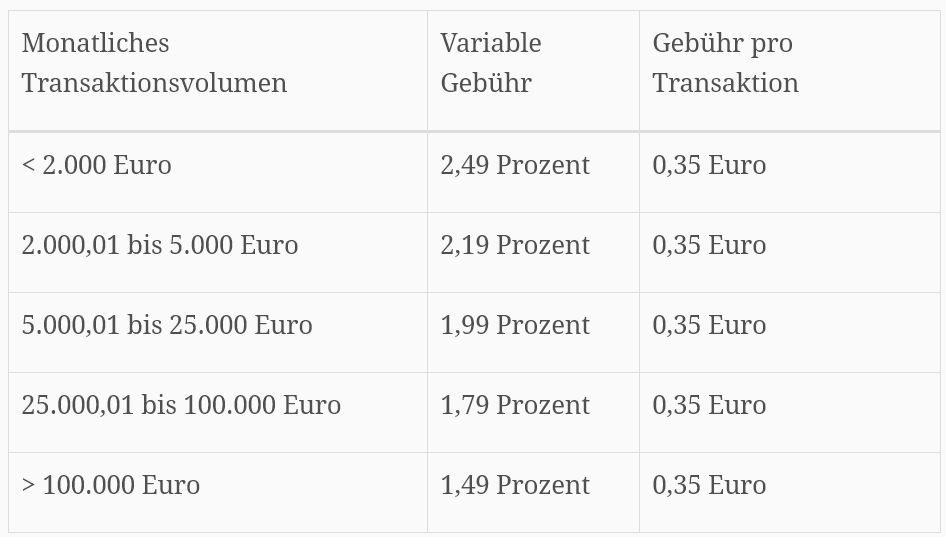 Monatliches
Transaktionsvolumen
Variable
Gebühr
Gebühr pro
Transaktion
< 2.000 Euro
2,49 Prozent
0,35 Euro
2.000,01 bis 5.000 Euro
2,19 Prozent
0,35 Euro
5.000,01 bis 25.000 Euro
1,99 Prozent
0,35 Euro
25.000,01 bis 100.000 Euro
1,79 Prozent
0,35 Euro
> 100.000 Euro
1,49 Prozent
0,35 Euro